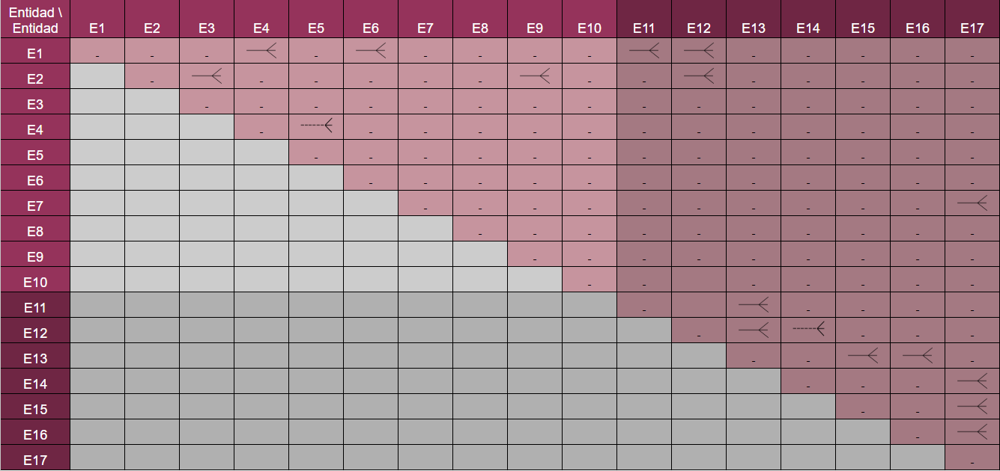 Entidad \
Entidad E1 E2 E3 E4 E5 E6 E7 E8 E9 E10 E11 E12 E13 E14 E15 E16 E17
E1 - - - - - - - - - - - - -
E2 - - - - - - - - - - - - -
E3 - - - - - - - - - - - - - - -
E4 - - - - - - - - - - - - -
E5 - - - - - - - - - - - - -
E6 - - - - - - - - - - - -
E7 - - - - - - - - - -
E8 - - - - - - - - - -
E9 - - - - - - - - -
E10 - - - - - - -
E11 - - - - -
E12 - - - -
E13 - - -
E14 - - -
E15 - -
E16 -
E17 -